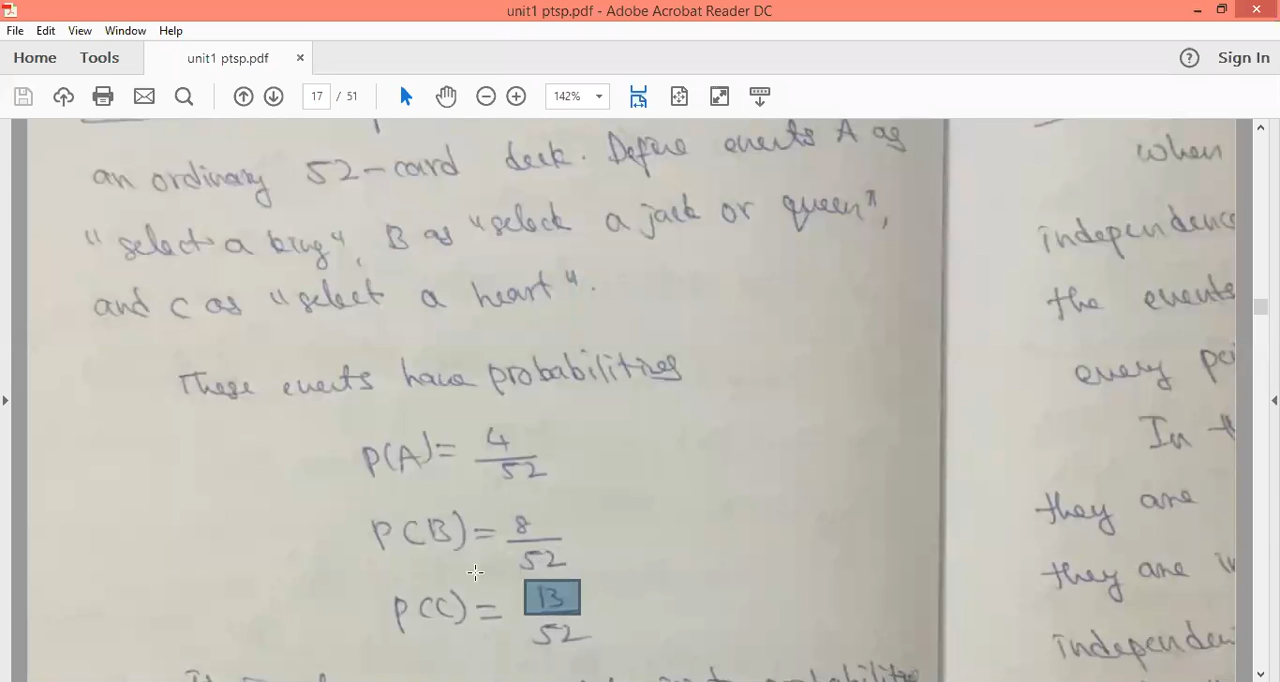 unit1 ptsp.pdf - Adobe Acrobat Reader DC
File Edit View Window Help
Home Tools unit1 ptsp.pdf × ? Sign In
17 / 51 142%
an ordinary 52-card deck. Define events A as
"select a king", B as "select a jack or queen",
and C as "select a heart".
These events have probabilities
P(A) = 4/52
P(B) = 8/52
P(C) = 13/52
when
independence
the events
every
In
they are
they are